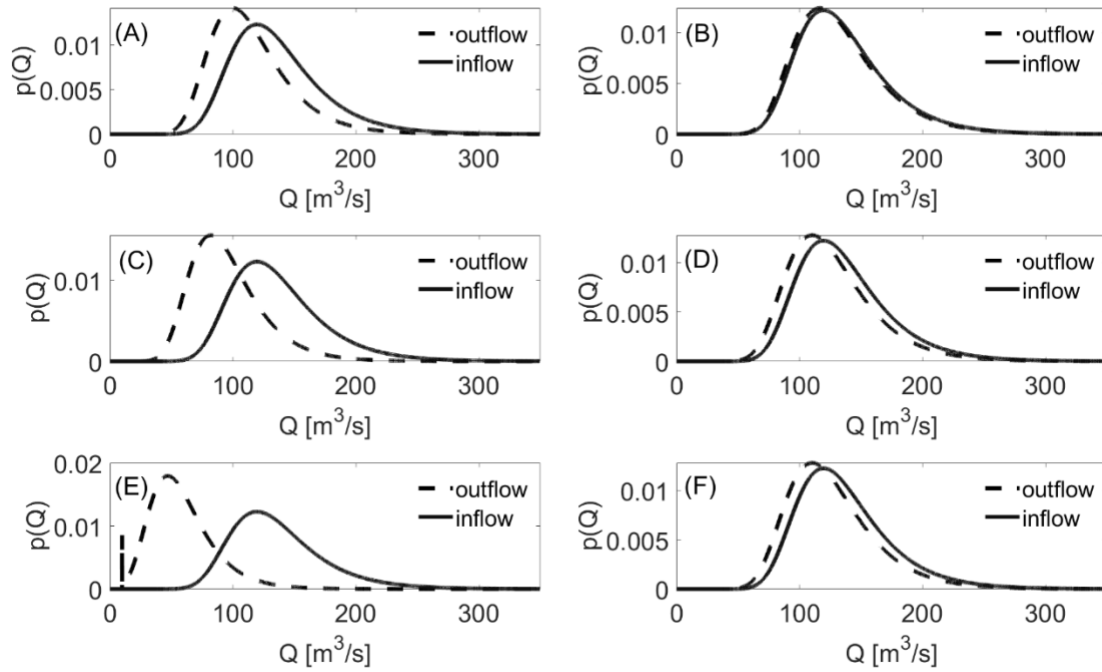 (A)
outflow
inflow
p(Q)
0.01
0.005
0
0 100 200 300
Q [m³/s]
(B)
outflow
inflow
p(Q)
0.01
0.005
0
0 100 200 300
Q [m³/s]
(C)
outflow
inflow
p(Q)
0.01
0
0 100 200 300
Q [m³/s]
(D)
outflow
inflow
p(Q)
0.01
0.005
0
0 100 200 300
Q [m³/s]
(E)
outflow
inflow
p(Q)
0.02
0.01
0
0 100 200 300
Q [m³/s]
(F)
outflow
inflow
p(Q)
0.01
0.005
0
0 100 200 300
Q [m³/s]